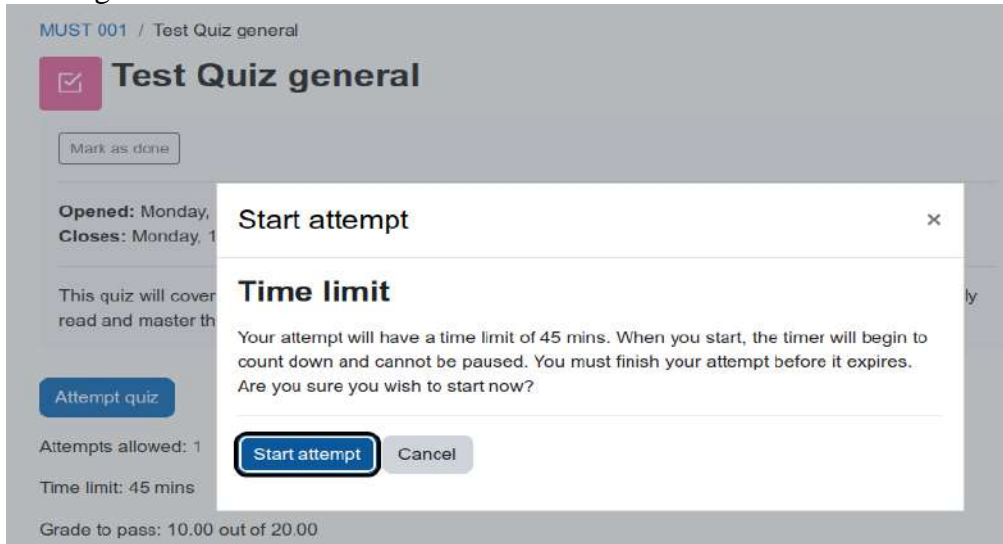 MUST 001 / Test Quiz general
Test Quiz general
Mark as done
Opened: Monday,
Closes: Monday, 1
This quiz will cover ly
read and master th
Start attempt ×
Time limit
Your attempt will have a time limit of 45 mins. When you start, the timer will begin to
count down and cannot be paused. You must finish your attempt before it expires.
Are you sure you wish to start now?
Start attempt Cancel
Attempt quiz
Attempts allowed: 1
Time limit: 45 mins
Grade to pass: 10.00 out of 20.00